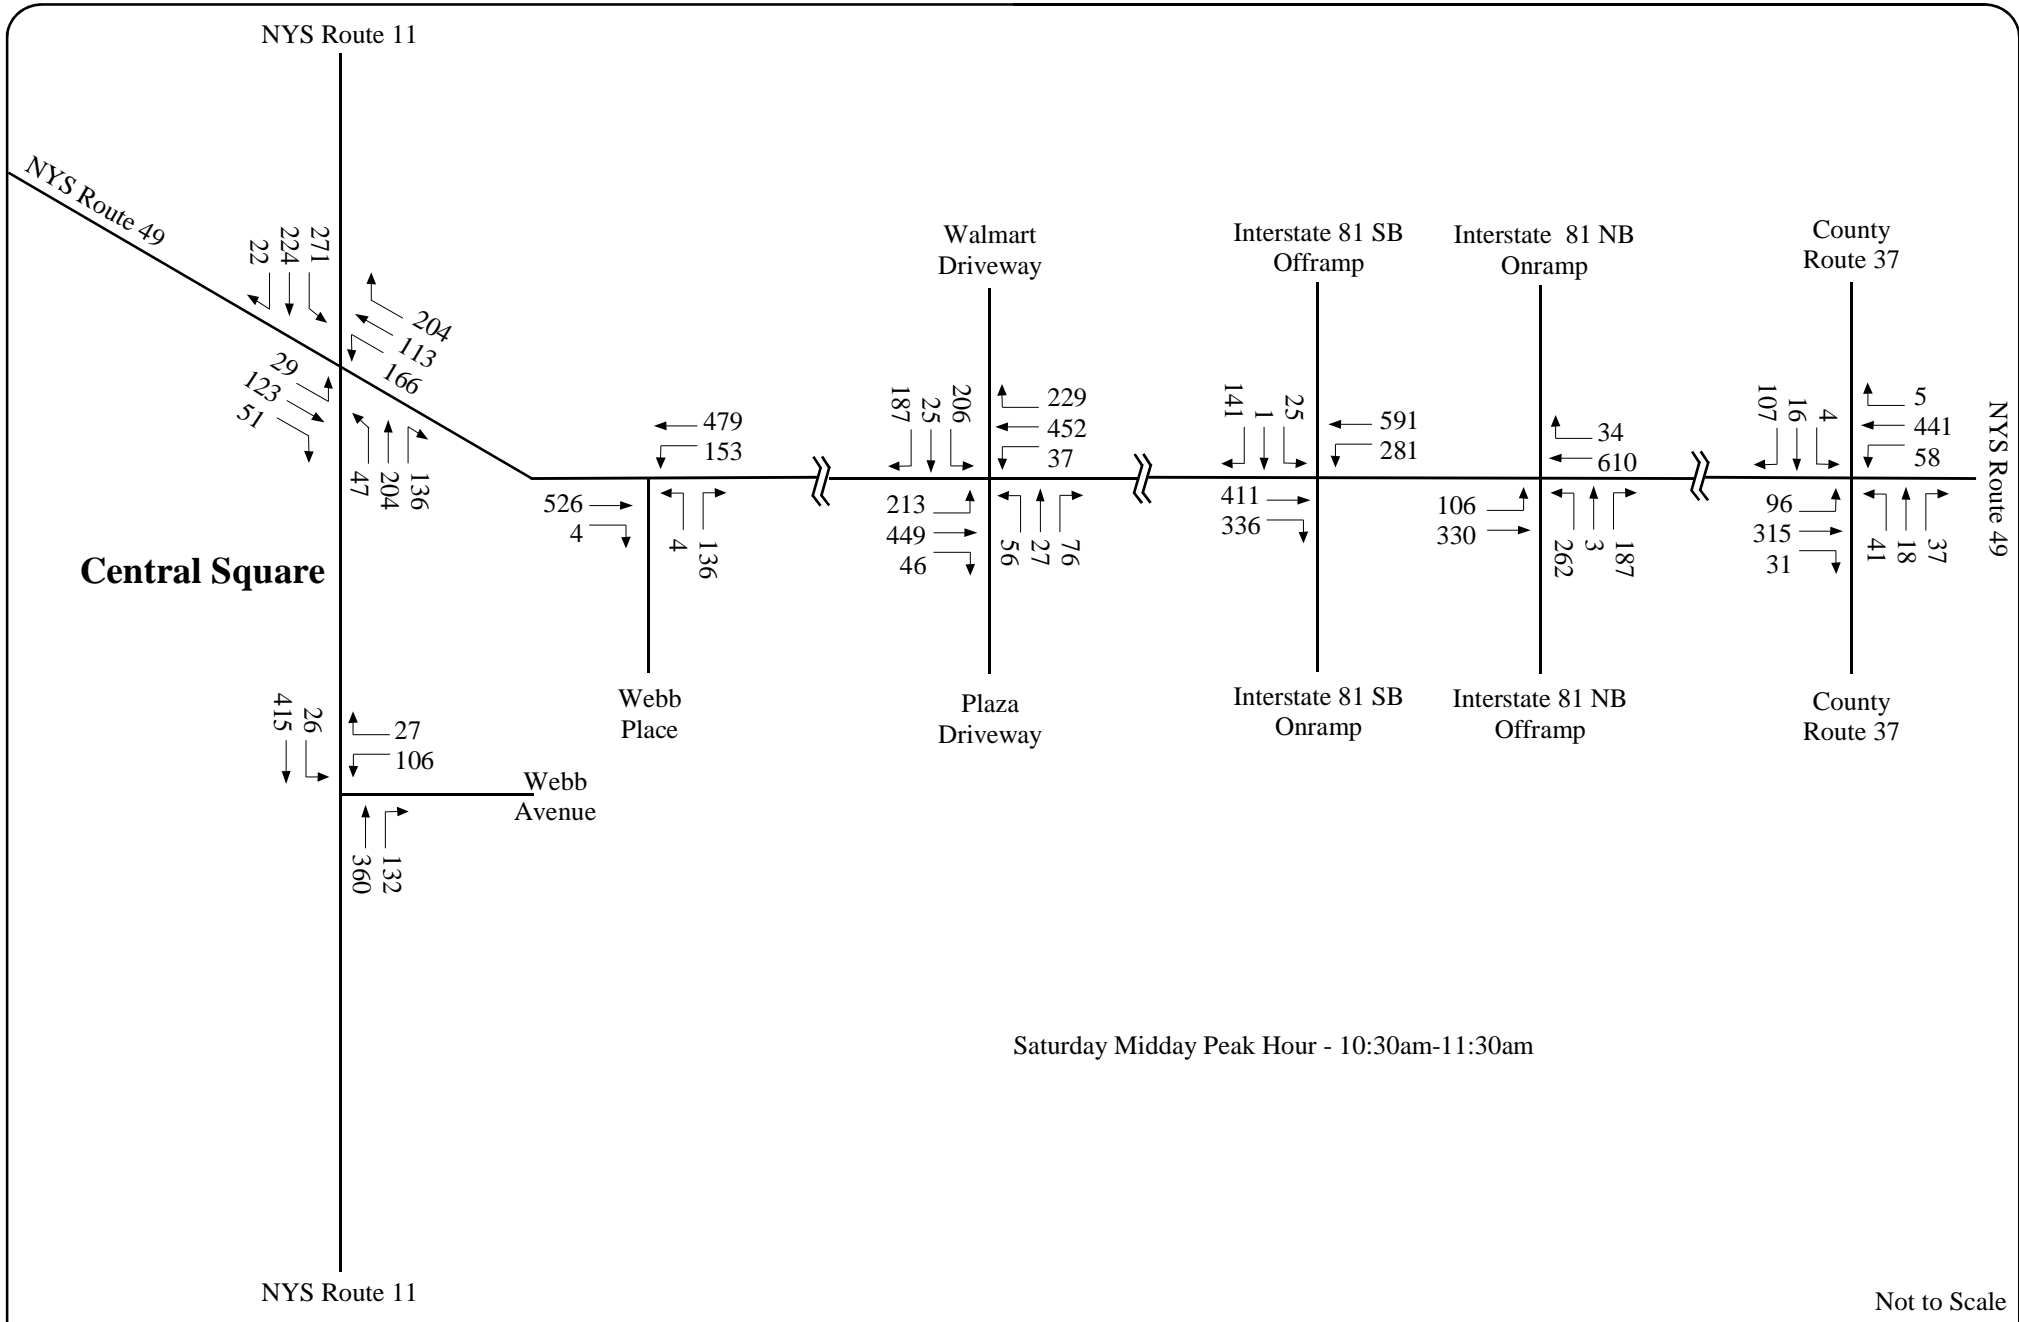 NYS Route 11
NYS Route 49
22
224
271
204
113
166
29
123
51
47
204
136
Central Square
479
153
526
4
4
136
Webb
Place
Walmart
Driveway
187
25
206
229
452
37
213
449
46
56
27
76
Plaza
Driveway
Interstate 81 SB
Offramp
141
1
25
591
281
411
336
Interstate 81 SB
Onramp
Interstate 81 NB
Onramp
34
610
106
330
262
3
187
Interstate 81 NB
Offramp
County
Route 37
107
16
4
5
441
58
96
315
31
41
18
37
County
Route 37
NYS Route 49
415
26
27
106
Webb
Avenue
360
132
Saturday Midday Peak Hour - 10:30am-11:30am
NYS Route 11
Not to Scale